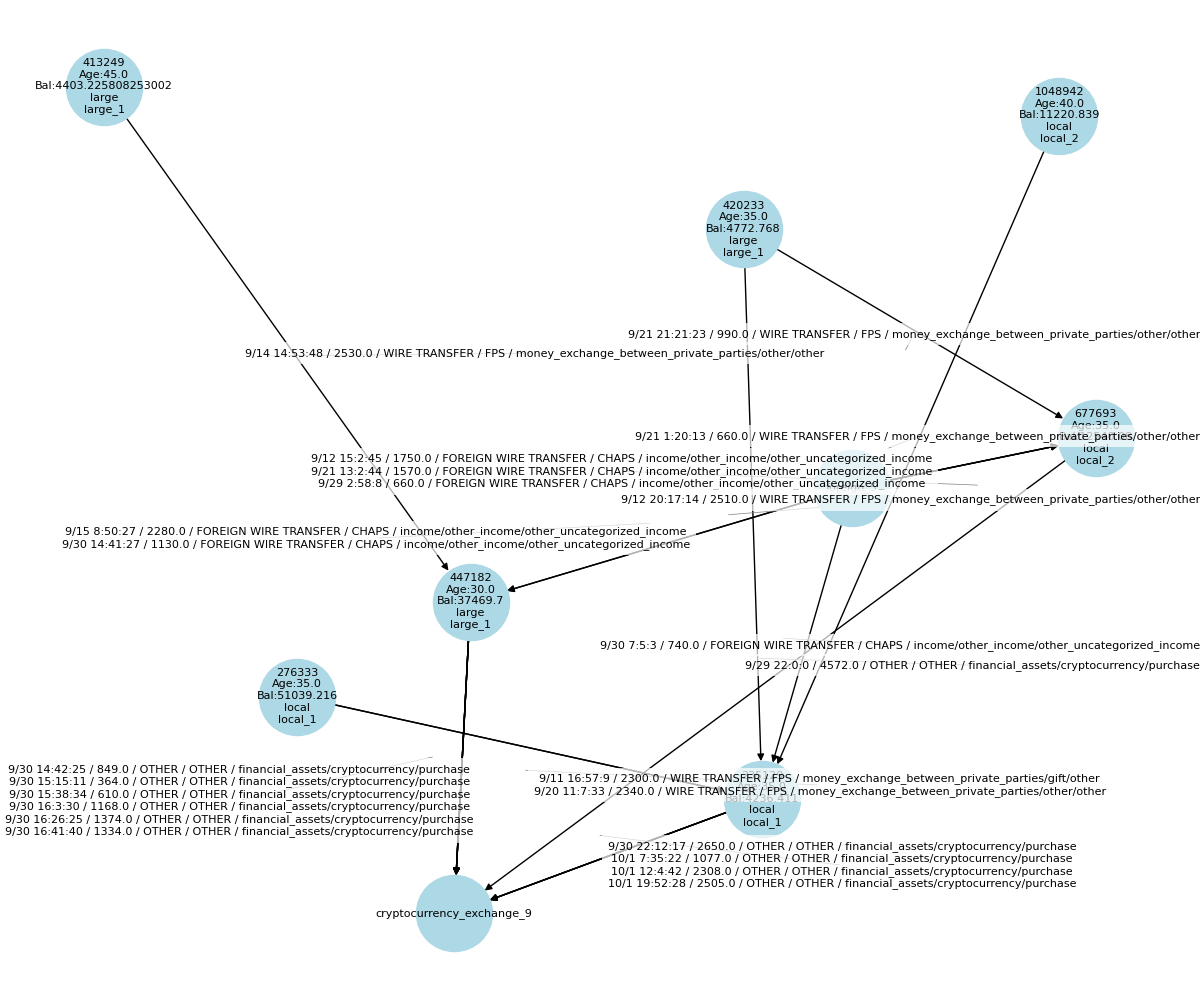 413249
Age:45.0
Bal:4403.225808253002
large
large_1
1048942
Age:40.0
Bal:11220.839
local
local_2
420233
Age:35.0
Bal:4772.768
large
large_1
9/21 21:21:23 / 990.0 / WIRE TRANSFER / FPS / money_exchange_between_private_parties/other/other
9/14 14:53:48 / 2530.0 / WIRE TRANSFER / FPS / money_exchange_between_private_parties/other/other
677693
Age:35.0
local
local_2
9/21 1:20:13 / 660.0 / WIRE TRANSFER / FPS / money_exchange_between_private_parties/other/other
9/12 15:2:45 / 1750.0 / FOREIGN WIRE TRANSFER / CHAPS / income/other_income/other_uncategorized_income
9/21 13:2:44 / 1570.0 / FOREIGN WIRE TRANSFER / CHAPS / income/other_income/other_uncategorized_income
9/29 2:58:8 / 660.0 / FOREIGN WIRE TRANSFER / CHAPS / income/other_income/other_uncategorized_income
9/12 20:17:14 / 2510.0 / WIRE TRANSFER / FPS / money_exchange_between_private_parties/other/other
9/15 8:50:27 / 2280.0 / FOREIGN WIRE TRANSFER / CHAPS / income/other_income/other_uncategorized_income
9/30 14:41:27 / 1130.0 / FOREIGN WIRE TRANSFER / CHAPS / income/other_income/other_uncategorized_income
447182
Age:30.0
Bal:37469.7
large
large_1
9/30 7:5:3 / 740.0 / FOREIGN WIRE TRANSFER / CHAPS / income/other_income/other_uncategorized_income
9/29 22:0:0 / 4572.0 / OTHER / OTHER / financial_assets/cryptocurrency/purchase
276333
Age:35.0
Bal:51039.216
local
local_1
9/30 14:42:25 / 849.0 / OTHER / OTHER / financial_assets/cryptocurrency/purchase
9/30 15:15:11 / 364.0 / OTHER / OTHER / financial_assets/cryptocurrency/purchase
9/30 15:38:34 / 610.0 / OTHER / OTHER / financial_assets/cryptocurrency/purchase
9/30 16:3:30 / 1168.0 / OTHER / OTHER / financial_assets/cryptocurrency/purchase
9/30 16:26:25 / 1374.0 / OTHER / OTHER / financial_assets/cryptocurrency/purchase
9/30 16:41:40 / 1334.0 / OTHER / OTHER / financial_assets/cryptocurrency/purchase
9/11 16:57:9 / 2300.0 / WIRE TRANSFER / FPS / money_exchange_between_private_parties/gift/other
9/20 11:7:33 / 2340.0 / WIRE TRANSFER / FPS / money_exchange_between_private_parties/other/other
local
local_1
9/30 22:12:17 / 2650.0 / OTHER / OTHER / financial_assets/cryptocurrency/purchase
10/1 7:35:22 / 1077.0 / OTHER / OTHER / financial_assets/cryptocurrency/purchase
10/1 12:4:42 / 2308.0 / OTHER / OTHER / financial_assets/cryptocurrency/purchase
10/1 19:52:28 / 2505.0 / OTHER / OTHER / financial_assets/cryptocurrency/purchase
cryptocurrency_exchange_9